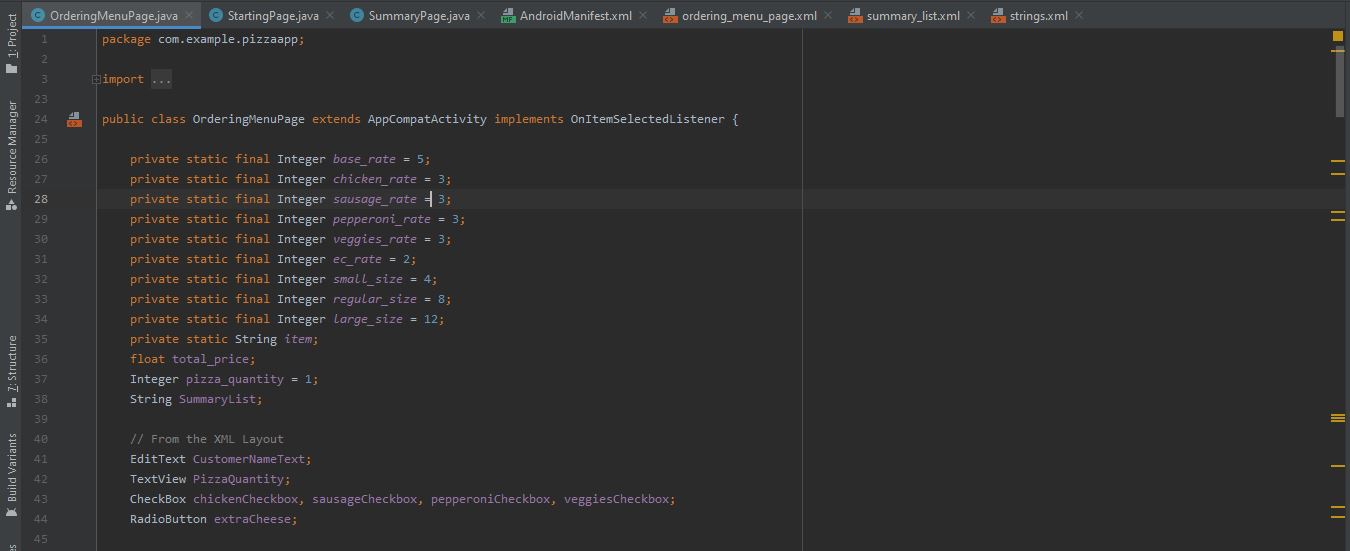 OrderingMenuPage.java StartingPage.java SummaryPage.java AndroidManifest.xml ordering_menu_page.xml summary_list.xml strings.xml
1: Project
Resource Manager
7: Structure
Build Variants
1 package com.example.pizzaapp;
2
3 import ...
23
24 public class OrderingMenuPage extends AppCompatActivity implements OnItemSelectedListener {
25
26 private static final Integer base_rate = 5;
27 private static final Integer chicken_rate = 3;
28 private static final Integer sausage_rate = 3;
29 private static final Integer pepperoni_rate = 3;
30 private static final Integer veggies_rate = 3;
31 private static final Integer ec_rate = 2;
32 private static final Integer small_size = 4;
33 private static final Integer regular_size = 8;
34 private static final Integer large_size = 12;
35 private static String item;
36 float total_price;
37 Integer pizza_quantity = 1;
38 String SummaryList;
39
40 // From the XML Layout
41 EditText CustomerNameText;
42 TextView PizzaQuantity;
43 CheckBox chickenCheckbox, sausageCheckbox, pepperoniCheckbox, veggiesCheckbox;
44 RadioButton extraCheese;
45